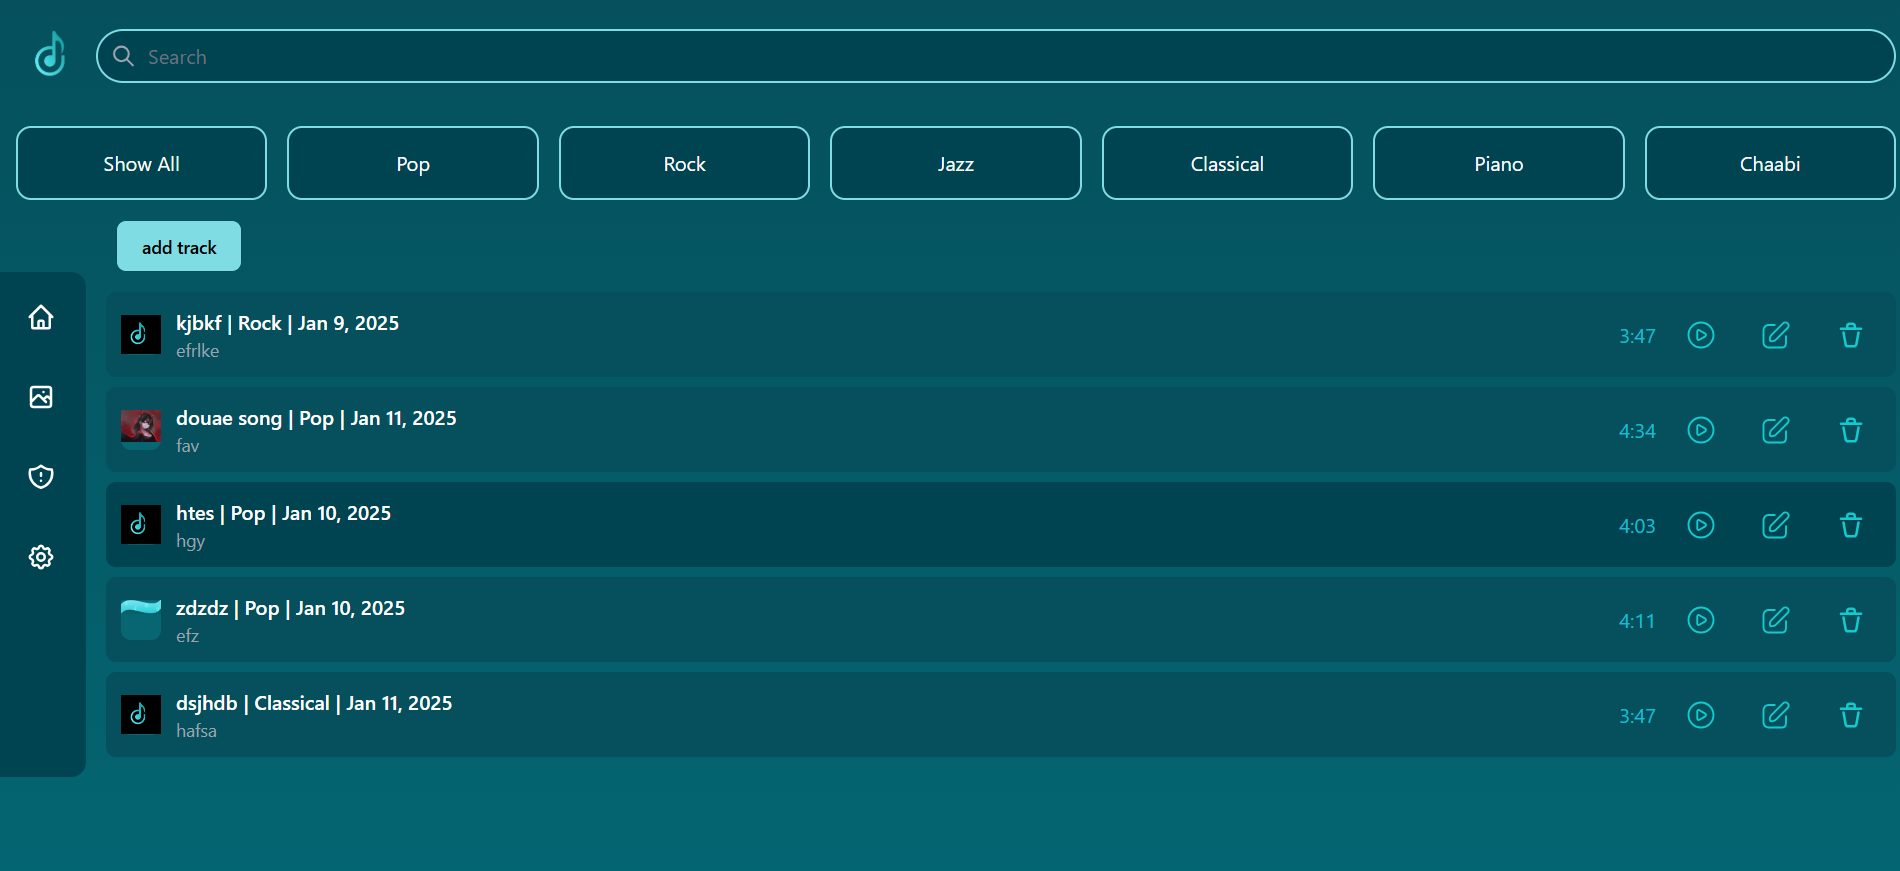 Search
Show All
Pop
Rock
Jazz
Classical
Piano
Chaabi
add track
kjbkf | Rock | Jan 9, 2025
efrlke
3:47
douae song | Pop | Jan 11, 2025
fav
4:34
htes | Pop | Jan 10, 2025
hgy
4:03
zdzdz | Pop | Jan 10, 2025
efz
4:11
dsjhdb | Classical | Jan 11, 2025
hafsa
3:47